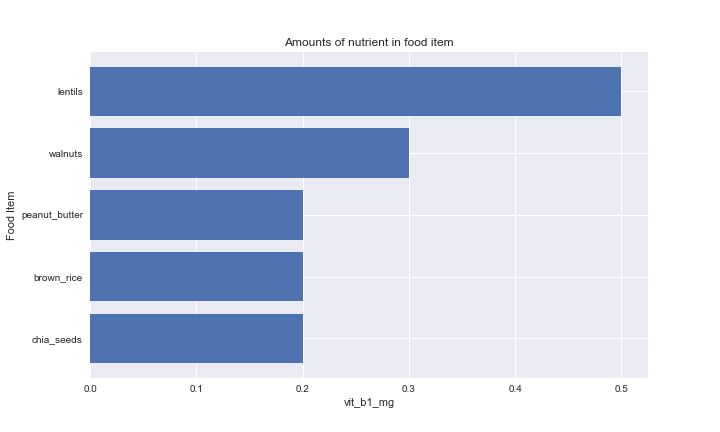 Amounts of nutrient in food item
Food Item
lentils
walnuts
peanut_butter
brown_rice
chia_seeds
0.0 0.1 0.2 0.3 0.4 0.5
vit_b1_mg